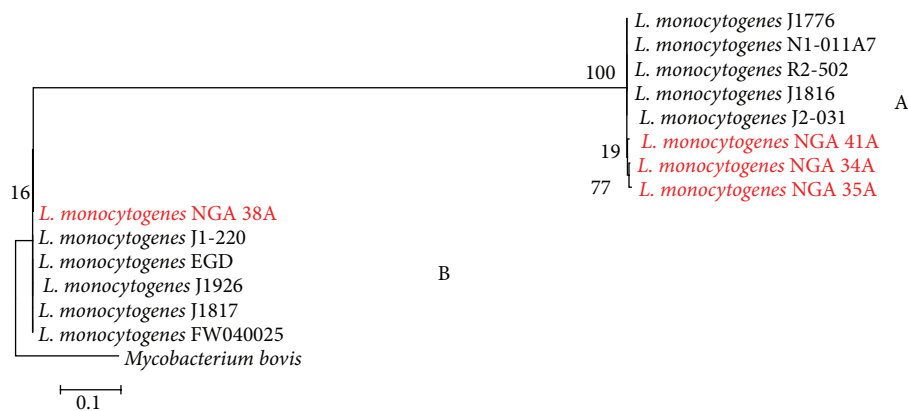 L. monocytogenes J1776
L. monocytogenes N1-011A7
100
L. monocytogenes R2-502
L. monocytogenes J1816
A
L. monocytogenes J2-031
L. monocytogenes NGA 41A
19
L. monocytogenes NGA 34A
77
L. monocytogenes NGA 35A
16
L. monocytogenes NGA 38A
L. monocytogenes J1-220
L. monocytogenes EGD
B
L. monocytogenes J1926
L. monocytogenes J1817
L. monocytogenes FW040025
Mycobacterium bovis
0.1